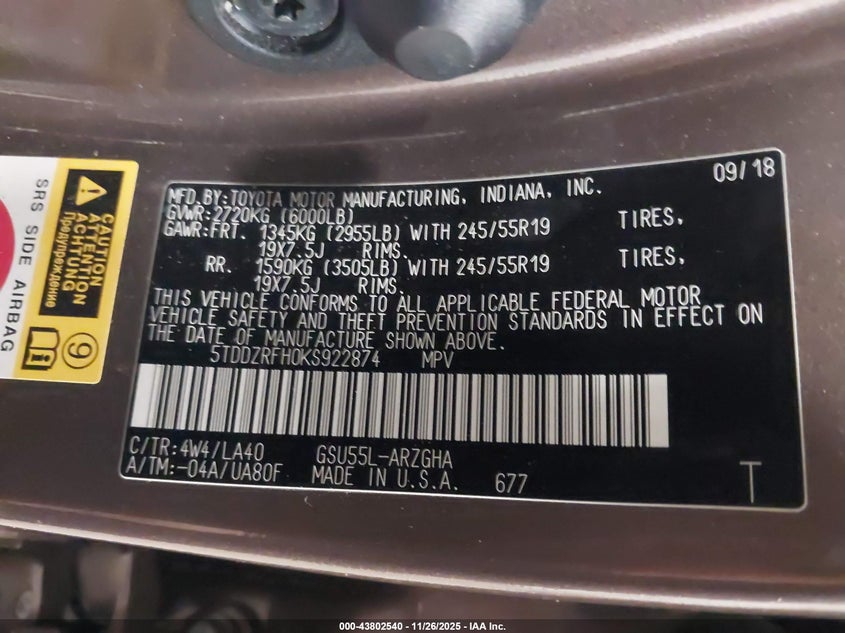 09/18
MFD.BY:TOYOTA MOTOR MANUFACTURING, INDIANA, INC.
GVWR:2720KG (6000LB)
GAWR:FRT. 1345KG (2955LB) WITH 245/55R19 TIRES,
19X7.5J RIMS.
RR. 1590KG (3505LB) WITH 245/55R19 TIRES,
19X7.5J RIMS.
THIS VEHICLE CONFORMS TO ALL APPLICABLE FEDERAL MOTOR
VEHICLE SAFETY AND THEFT PREVENTION STANDARDS IN EFFECT ON
THE DATE OF MANUFACTURE SHOWN ABOVE.
5TDDZRFH0KS922874 MPV
C/TR:4W4/LA40 GSU55L-ARZGHA
A/TM:-04A/UA80F MADE IN U.S.A. 677 T
SRS SIDE AIRBAG
CAUTION
ATTENTION
Предупреждение
9
000-43802540 - 11/26/2025 - IAA Inc.